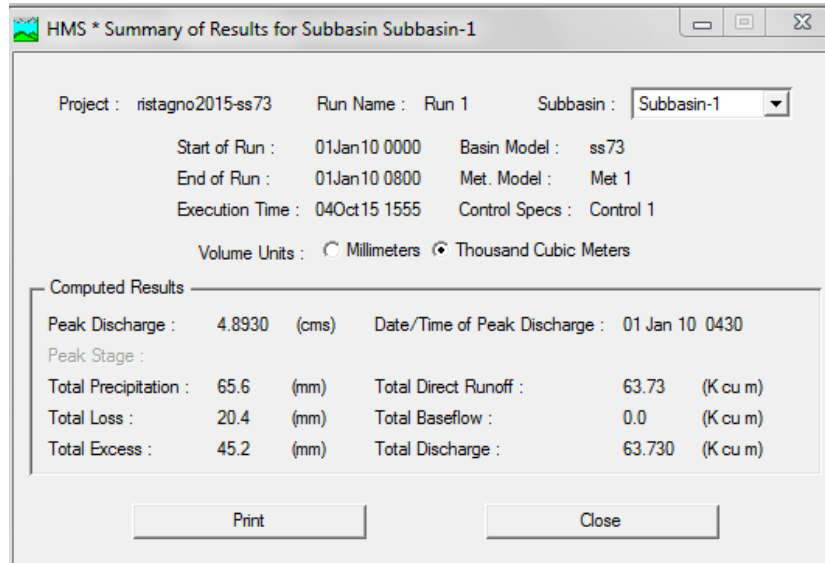 HMS * Summary of Results for Subbasin Subbasin-1
Project : ristagno2015-ss73 Run Name : Run 1 Subbasin : Subbasin-1
Start of Run : 01Jan10 0000 Basin Model : ss73
End of Run : 01Jan10 0800 Met. Model : Met 1
Execution Time : 04Oct15 1555 Control Specs : Control 1
Volume Units : Millimeters Thousand Cubic Meters
Computed Results
Peak Discharge : 4.8930 (cms) Date/Time of Peak Discharge : 01 Jan 10 0430
Peak Stage :
Total Precipitation : 65.6 (mm) Total Direct Runoff : 63.73 (K cu m)
Total Loss : 20.4 (mm) Total Baseflow : 0.0 (K cu m)
Total Excess : 45.2 (mm) Total Discharge : 63.730 (K cu m)
Print Close